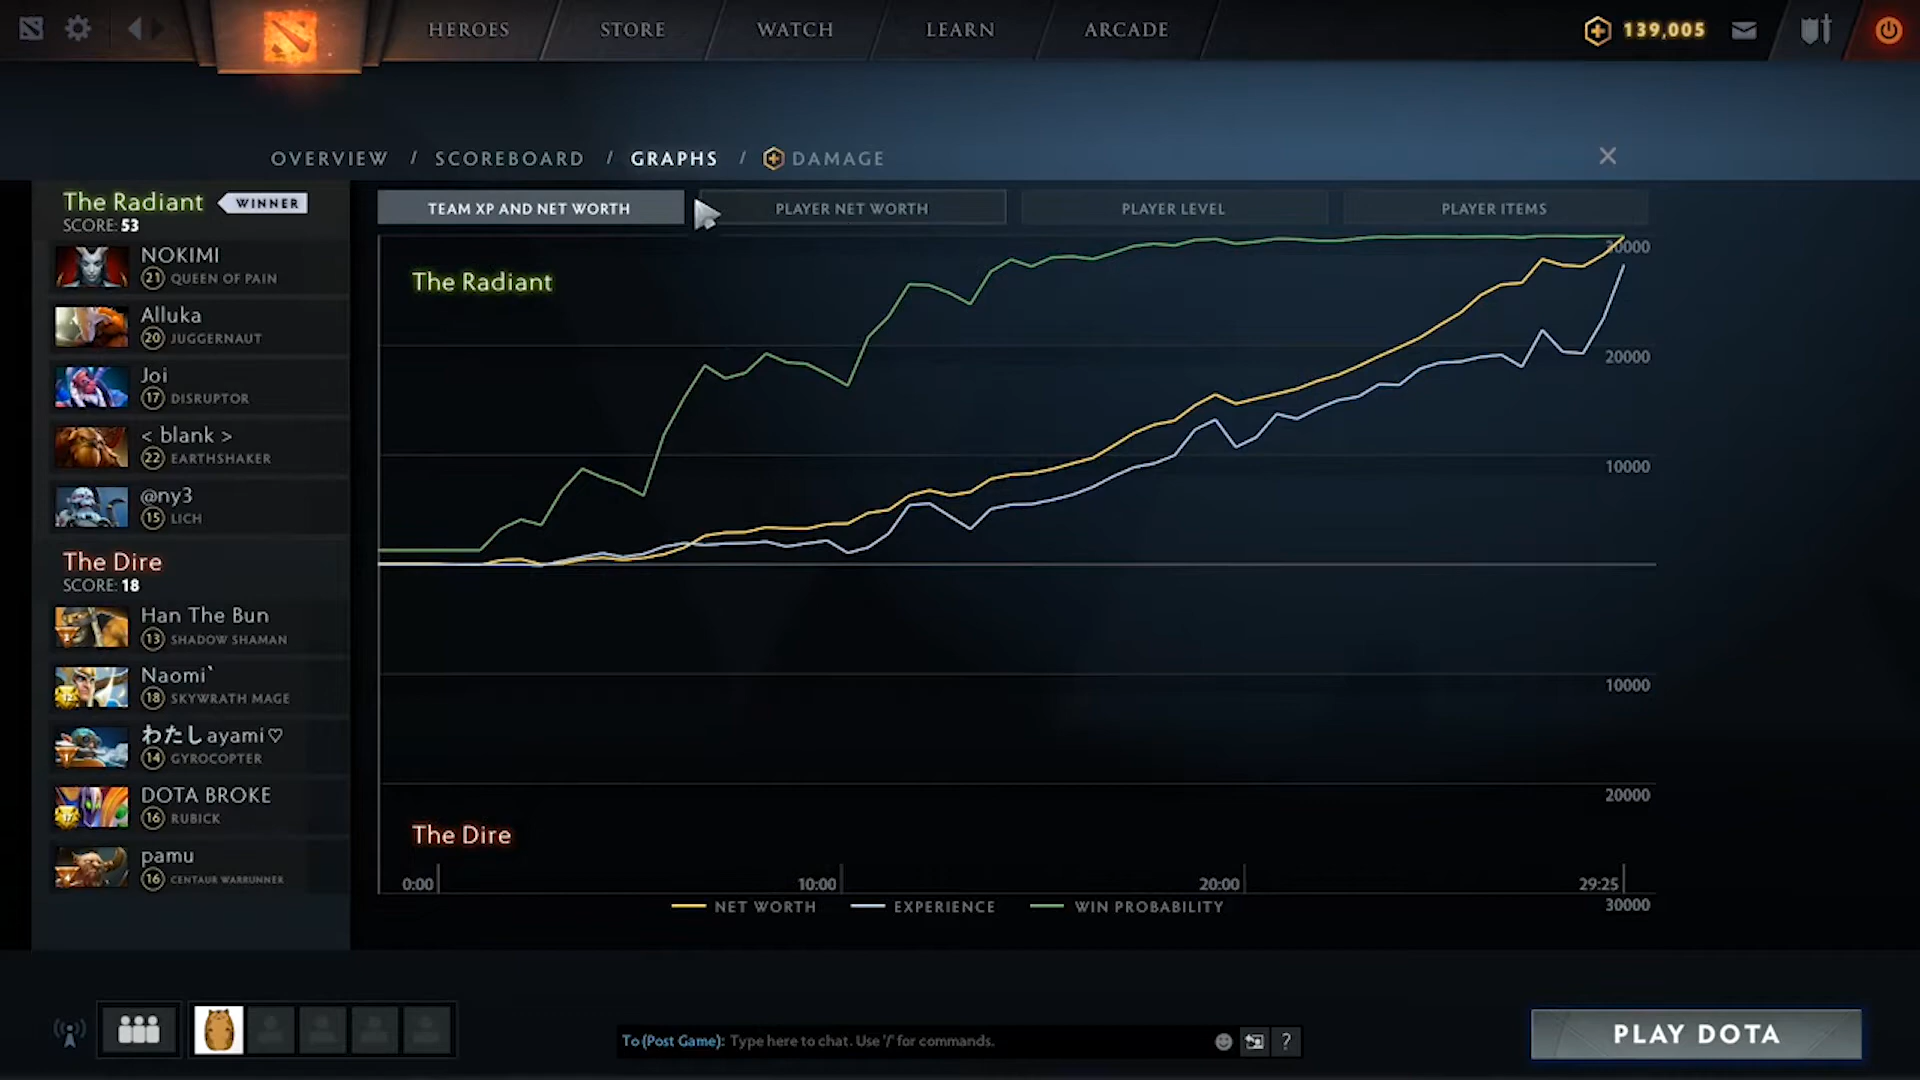 HEROES
STORE
WATCH
LEARN
ARCADE
139,005
OVERVIEW / SCOREBOARD / GRAPHS / DAMAGE
The Radiant WINNER
SCORE: 53
NOKIMI
21 QUEEN OF PAIN
Alluka
20 JUGGERNAUT
Joi
17 DISRUPTOR
< blank >
22 EARTHSHAKER
@ny3
15 LICH
The Dire
SCORE: 18
Han The Bun
13 SHADOW SHAMAN
Naomi`
18 SKYWRATH MAGE
わたしayami♡
14 GYROCOPTER
DOTA BROKE
16 RUBICK
pamu
16 CENTAUR WARRUNNER
TEAM XP AND NET WORTH
PLAYER NET WORTH
PLAYER LEVEL
PLAYER ITEMS
The Radiant
30000
20000
10000
10000
20000
The Dire
0:00
10:00
20:00
29:25
30000
NET WORTH
EXPERIENCE
WIN PROBABILITY
To (Post Game): Type here to chat. Use '/' for commands.
?
PLAY DOTA